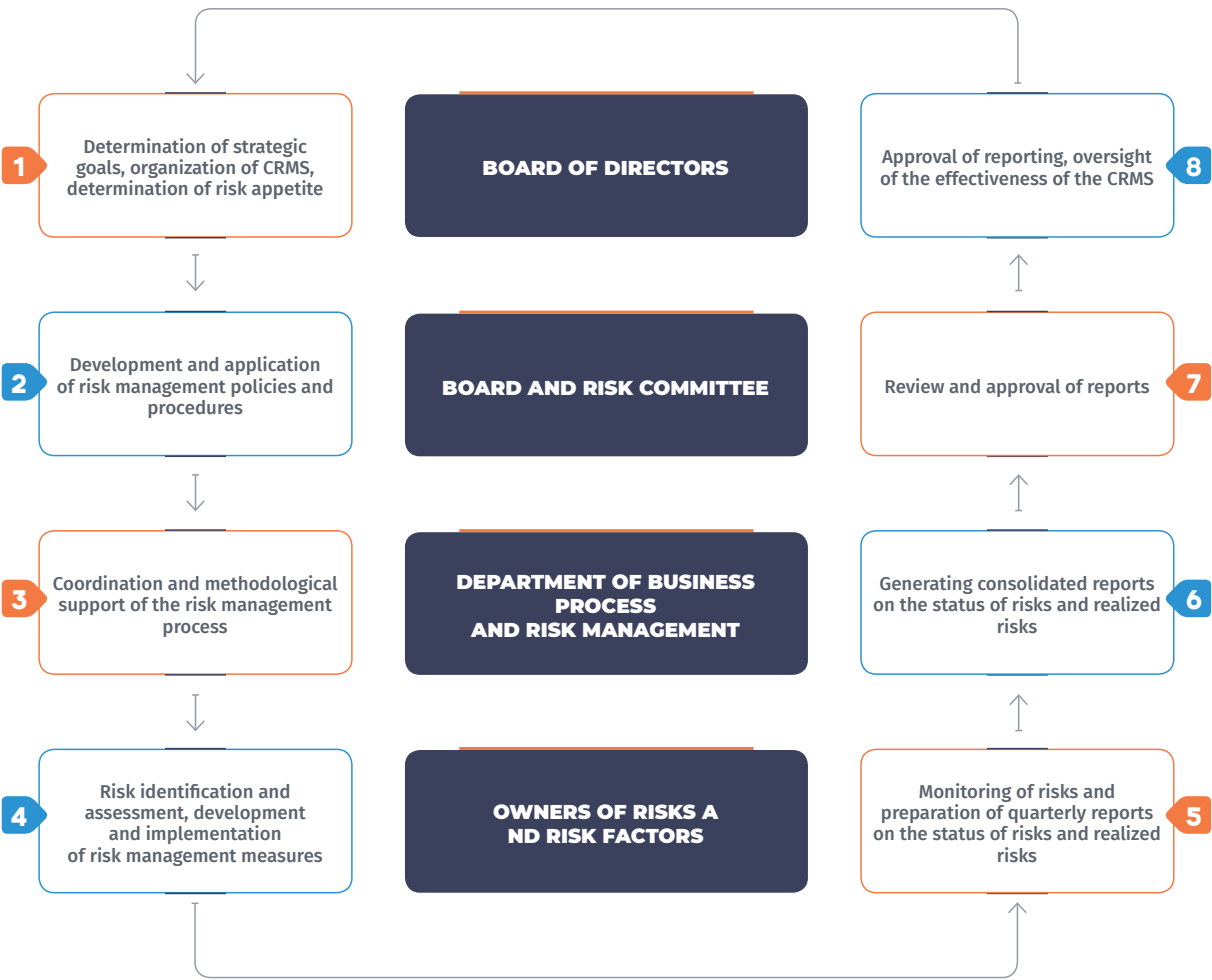 1
Determination of strategic
goals, organization of CRMS,
determination of risk appetite
BOARD OF DIRECTORS
Approval of reporting, oversight
of the effectiveness of the CRMS
8
2
Development and application
of risk management policies and
procedures
BOARD AND RISK COMMITTEE
Review and approval of reports
7
3
Coordination and methodological
support of the risk management
process
DEPARTMENT OF BUSINESS
PROCESS
AND RISK MANAGEMENT
Generating consolidated reports
on the status of risks and realized
risks
6
4
Risk identification and
assessment, development
and implementation
of risk management measures
OWNERS OF RISKS A
ND RISK FACTORS
Monitoring of risks and
preparation of quarterly reports
on the status of risks and realized
risks
5